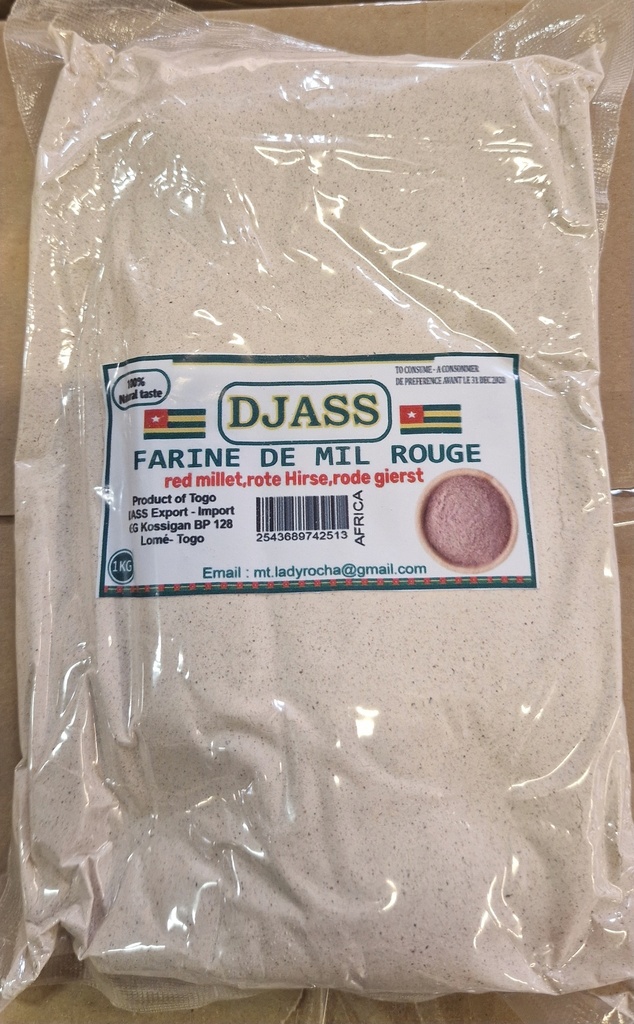 100%
Natural taste
TO CONSUME - A CONSOMMER
DE PREFERENCE AVANT LE 31 DEC
DJASS
FARINE DE MIL ROUGE
red millet,rote Hirse,rode gierst
Product of Togo
ASS Export - Import
G Kossigan BP 128
Lomé- Togo
2543689742513
AFRICA
1KG
Email : mt.ladyrocha@gmail.com